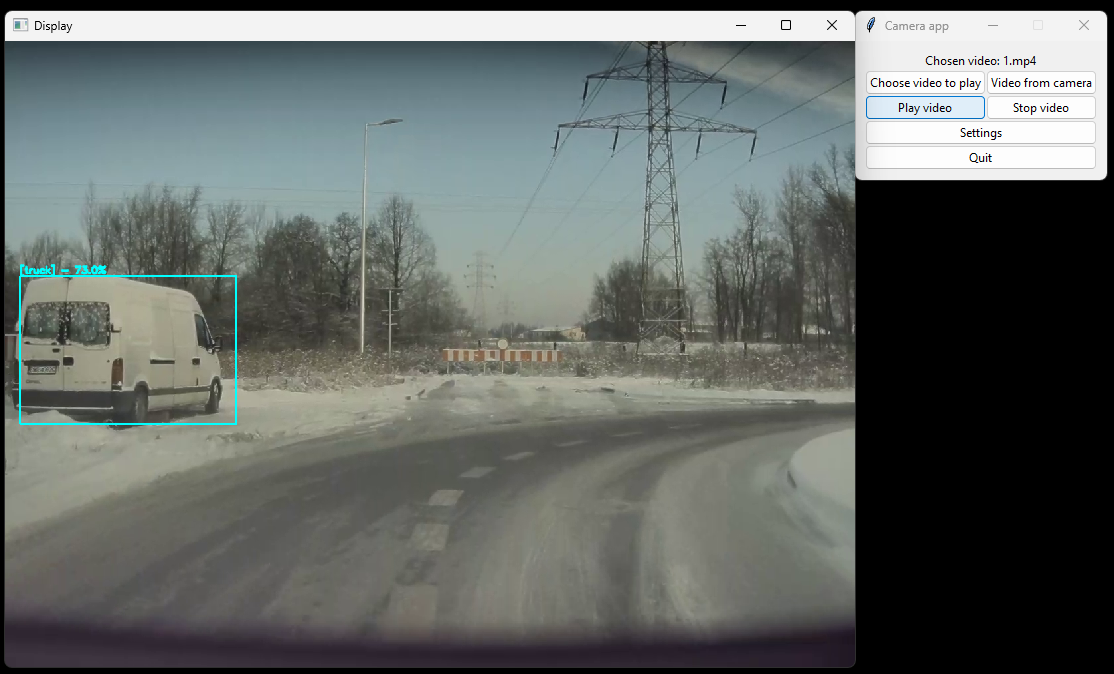 Display
[truck] - 73.0%
Camera app
Chosen video: 1.mp4
Choose video to play
Video from camera
Play video
Stop video
Settings
Quit